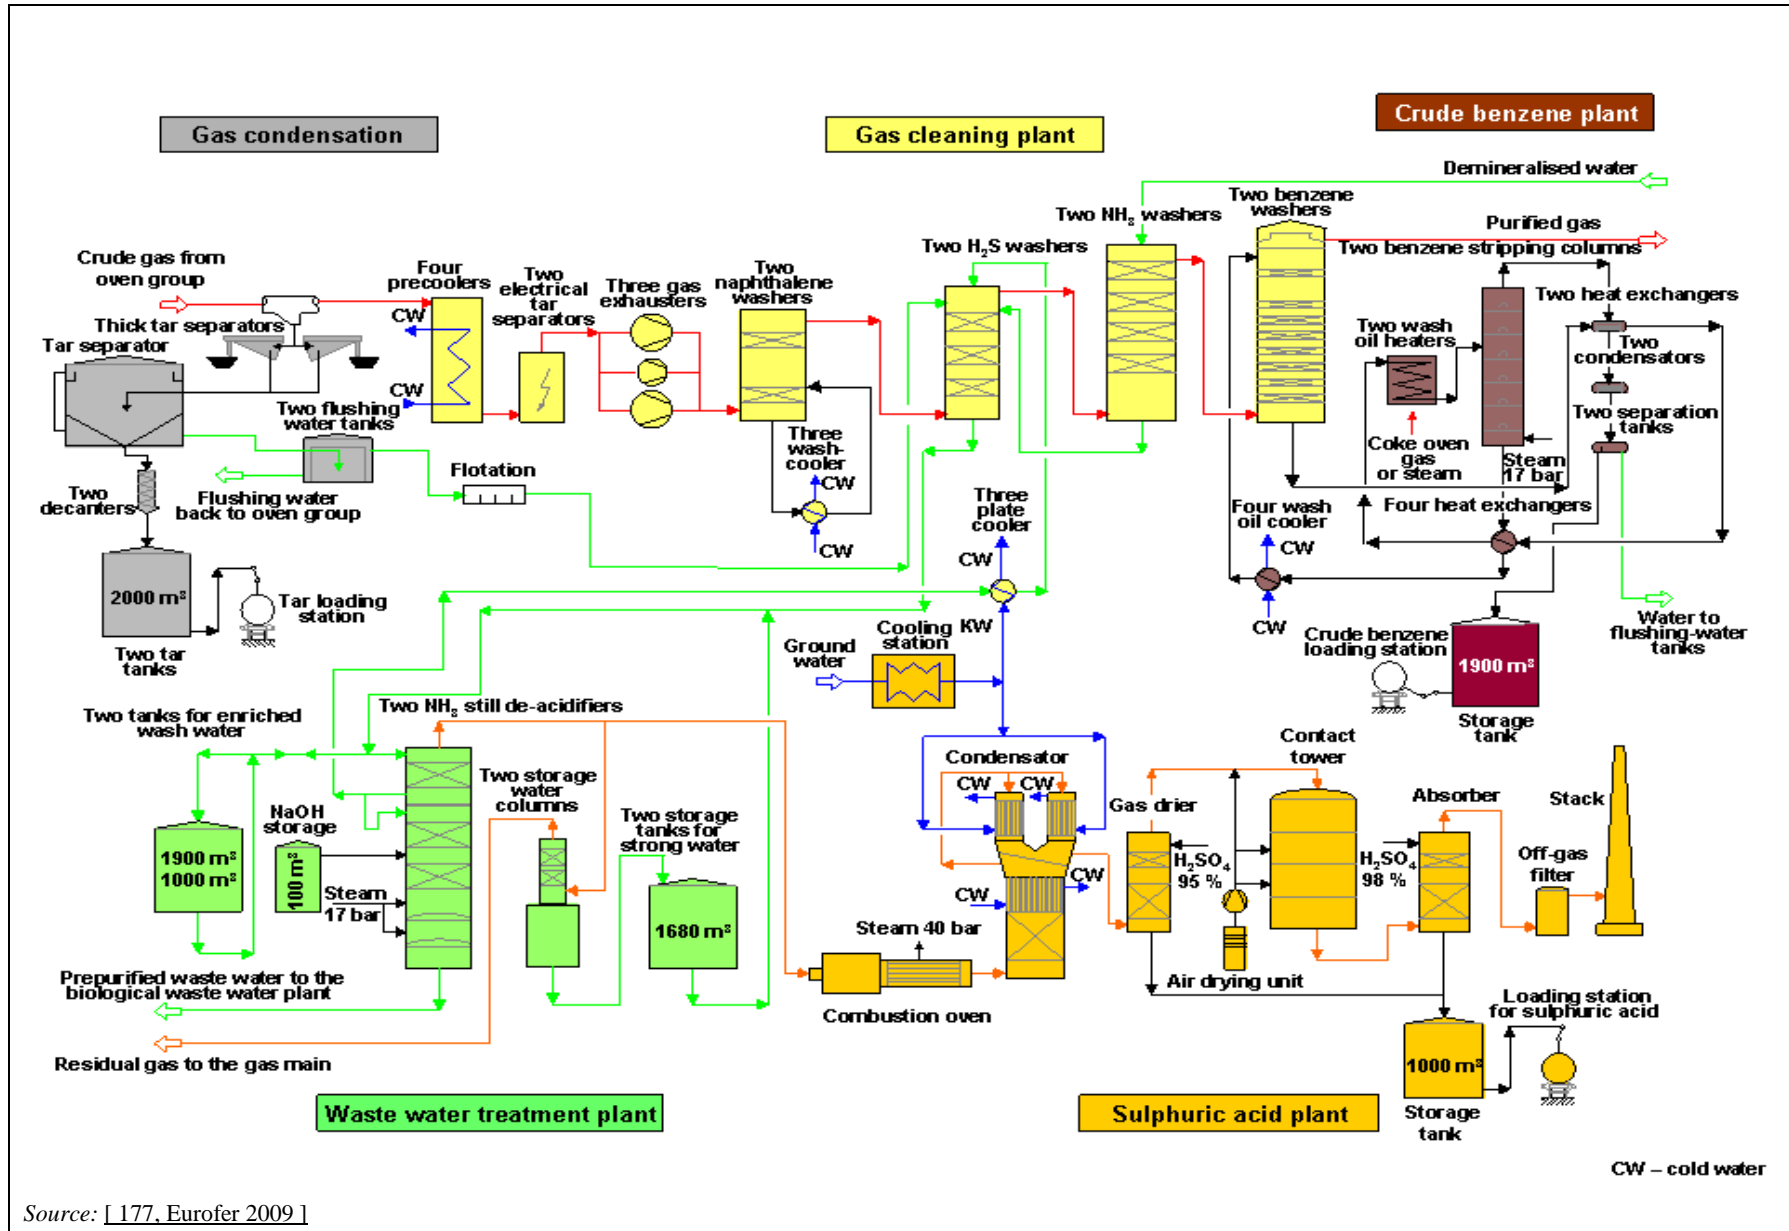 Gas condensation
Gas cleaning plant
Crude benzene plant
Demineralised water
Two benzene
washers
Two NH₃ washers
Purified gas
Two benzene stripping columns
Two H₂S washers
Crude gas from
oven group
Four
precoolers
Two
electrical
tar
separators
Three gas
exhausters
Two
naphthalene
washers
Two heat exchangers
CW
Thick tar separators
Tar separator
Two wash
oil heaters
Two
condensators
CW
Two flushing
water tanks
Two separation
tanks
Three
wash-
cooler
CW
Coke oven
gas
or steam
Steam
17 bar
Flotation
Two
decanters
Flushing water
back to oven group
Three
plate
cooler
CW
Four wash
oil cooler
CW
Four heat exchangers
CW
2000 m³
Tar loading
station
Two tar
tanks
KW
CW
Cooling
station
Ground
water
Crude benzene
loading station
1900 m³
Water to
flushing-water
tanks
Storage
tank
Two tanks for enriched
wash water
Two NH₃ still de-acidifiers
Condensator
Contact
tower
CW
CW
Two storage
water
columns
Gas drier
Absorber
Stack
NaOH
storage
Two storage
tanks for
strong water
1900 m³
1000 m³
100 m³
H₂SO₄
95 %
H₂SO₄
98 %
Off-gas
filter
Steam
17 bar
CW
CW
1680 m³
Steam 40 bar
Prepurified waste water to the
biological waste water plant
Air drying unit
Combustion oven
Loading station
for sulphuric acid
Residual gas to the gas main
1000 m³
Waste water treatment plant
Sulphuric acid plant
Storage
tank
CW – cold water
Source: [ 177, Eurofer 2009 ]